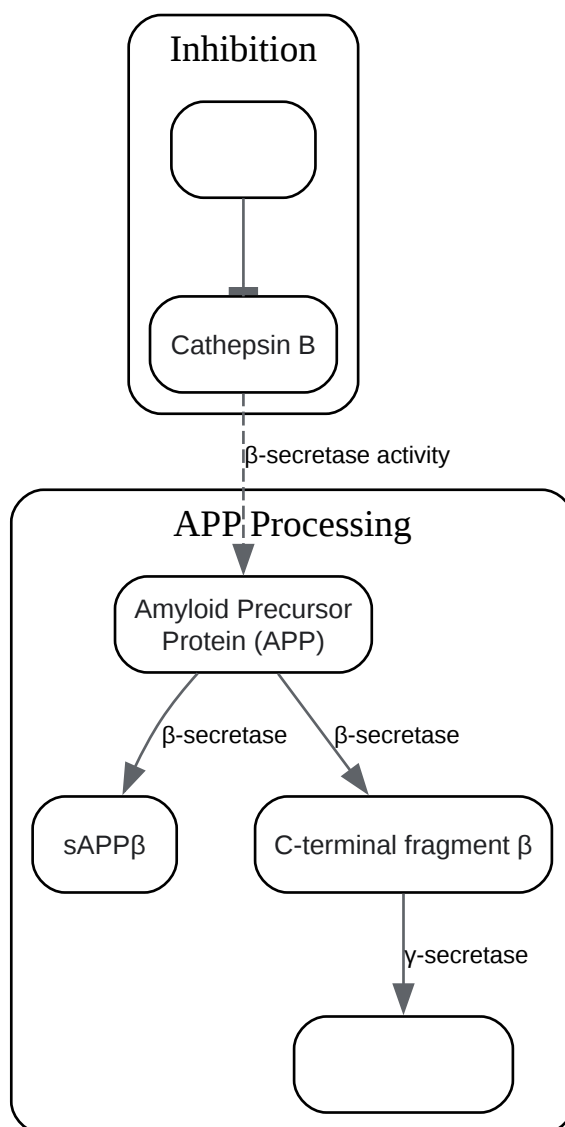 Inhibition
Cathepsin B
β-secretase activity
APP Processing
Amyloid Precursor
Protein (APP)
β-secretase
β-secretase
sAPPβ
C-terminal fragment β
γ-secretase